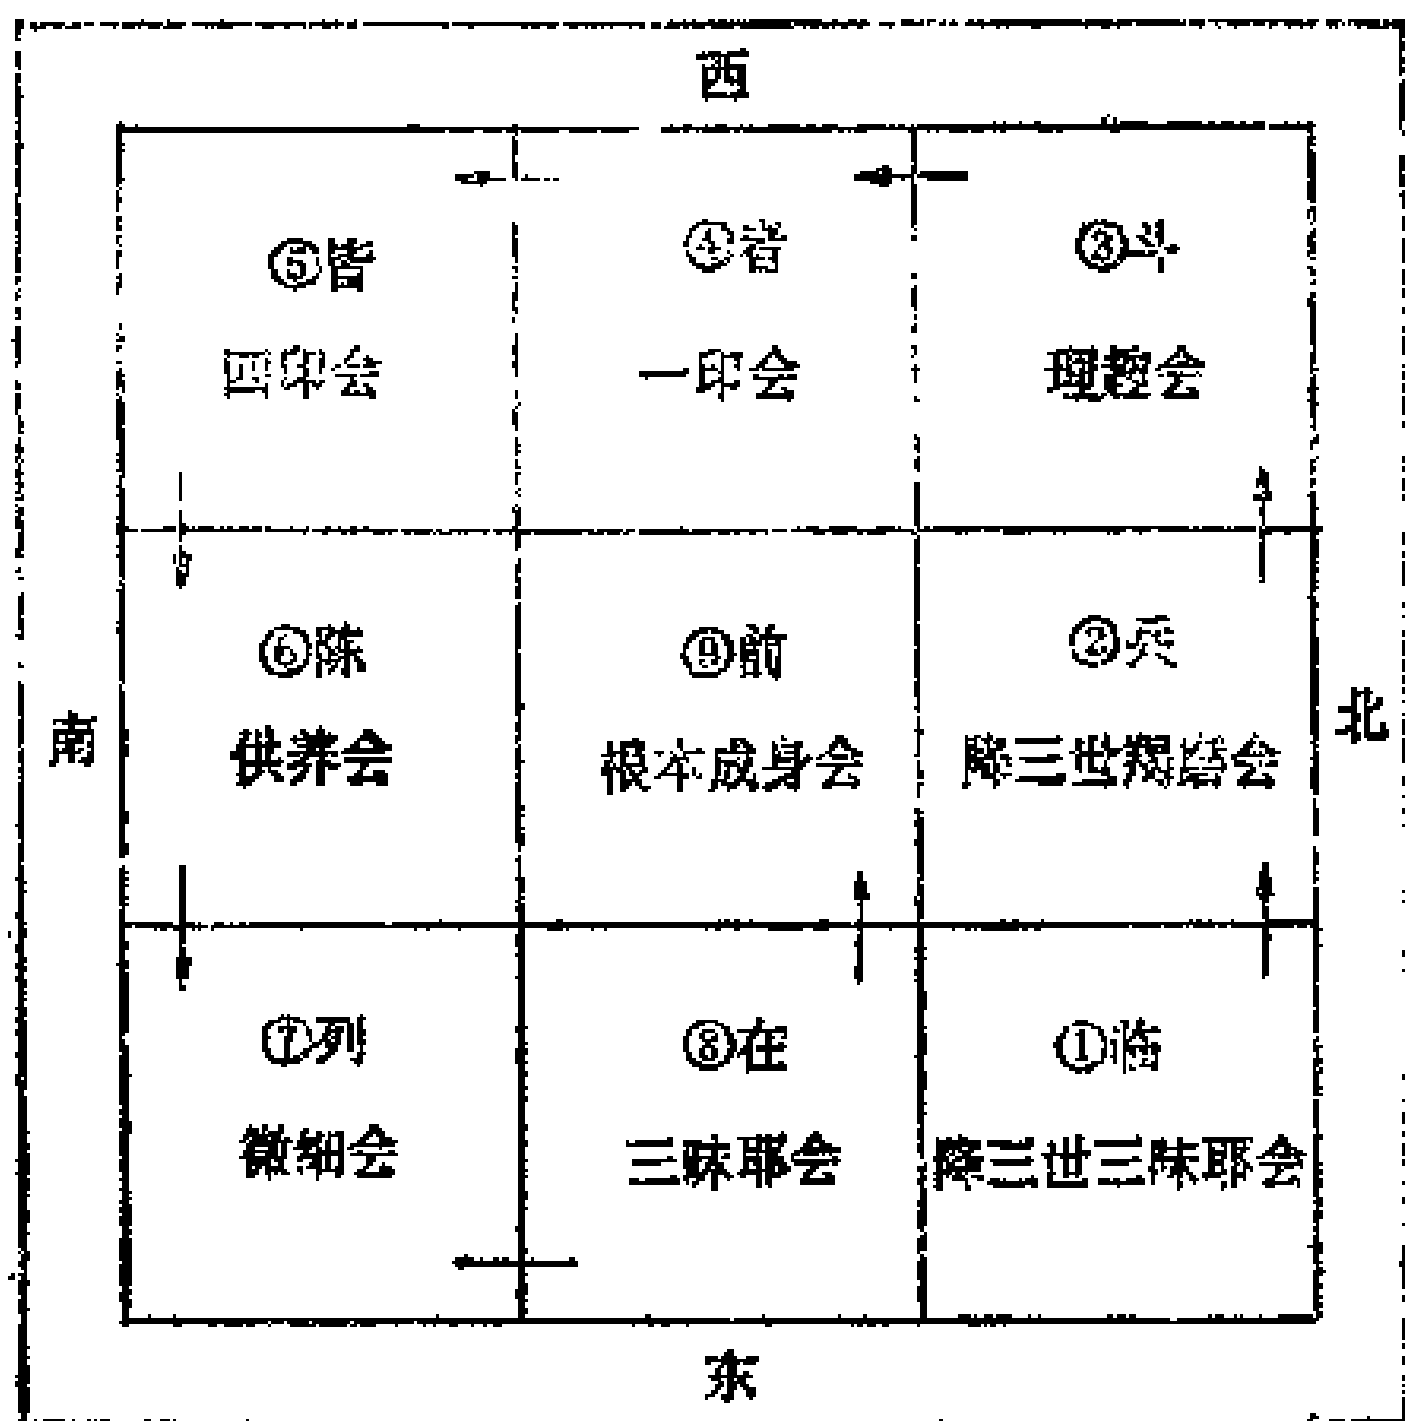 西
⑤皆
四印会
④者
一印会
③斗
理趣会
南
⑥陈
供养会
⑨前
根本成身会
②兵
降三世羯磨会
北
⑦列
微细会
⑧在
三昧耶会
①临
降三世三昧耶会
东